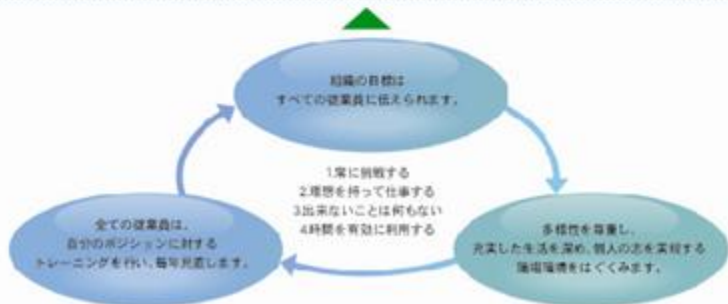 組織の目標は
すべての従業員に伝えられます。
1.常に挑戦する
2.理想を持って仕事する
3.出来ないことは何もない
4.時間を有効に利用する
全ての従業員は、
自分のポジションに対する
トレーニングを行い、毎年見直します。
多様性を尊重し、
充実した生活を深め、個人の志を実現する
職場環境をはぐくみます。